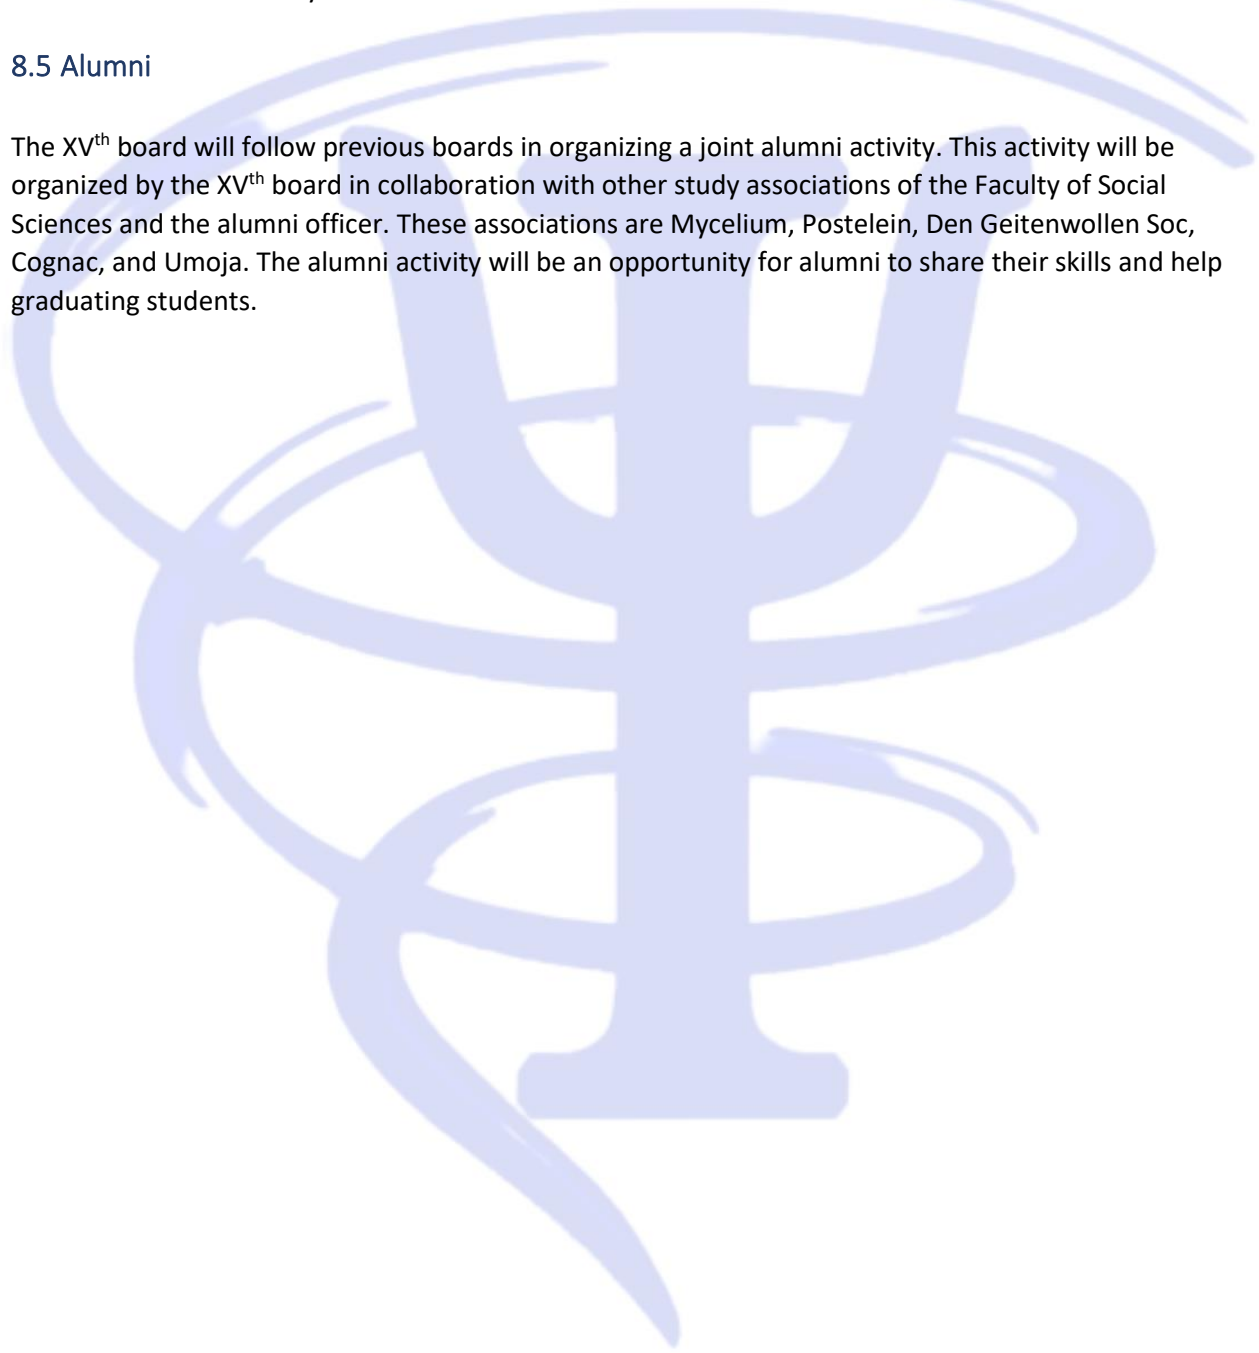 8.5 Alumni
The XVth board will follow previous boards in organizing a joint alumni activity. This activity will be
organized by the XVth board in collaboration with other study associations of the Faculty of Social
Sciences and the alumni officer. These associations are Mycelium, Postelein, Den Geitenwollen Soc,
Cognac, and Umoja. The alumni activity will be an opportunity for alumni to share their skills and help
graduating students.